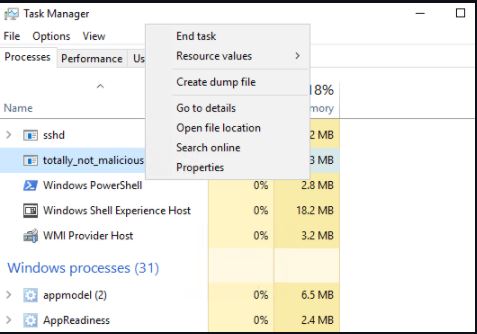 Task Manager
File Options View
Processes Performance Us
End task
Resource values
Create dump file
Go to details
Open file location
Search online
Properties
18%
Name mory
sshd 2 MB
totally_not_malicious 3 MB
Windows PowerShell 0% 2.8 MB
Windows Shell Experience Host 0% 18.2 MB
WMI Provider Host 0% 3.2 MB
Windows processes (31)
appmodel (2) 0% 6.5 MB
AppReadiness 0% 2.4 MB